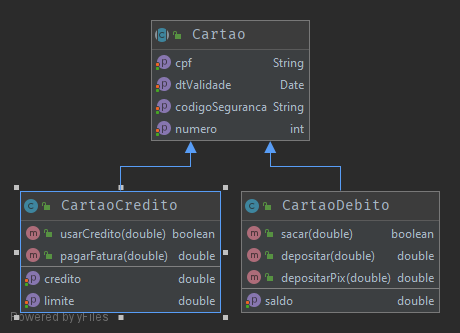 Cartao
cpf String
dtValidade Date
codigoSeguranca String
numero int
CartaoCredito
usarCredito(double) boolean
pagarFatura(double) double
credito double
limite double
CartaoDebito
sacar(double) boolean
depositar(double) double
depositarPix(double) double
saldo double
Powered by yFiles